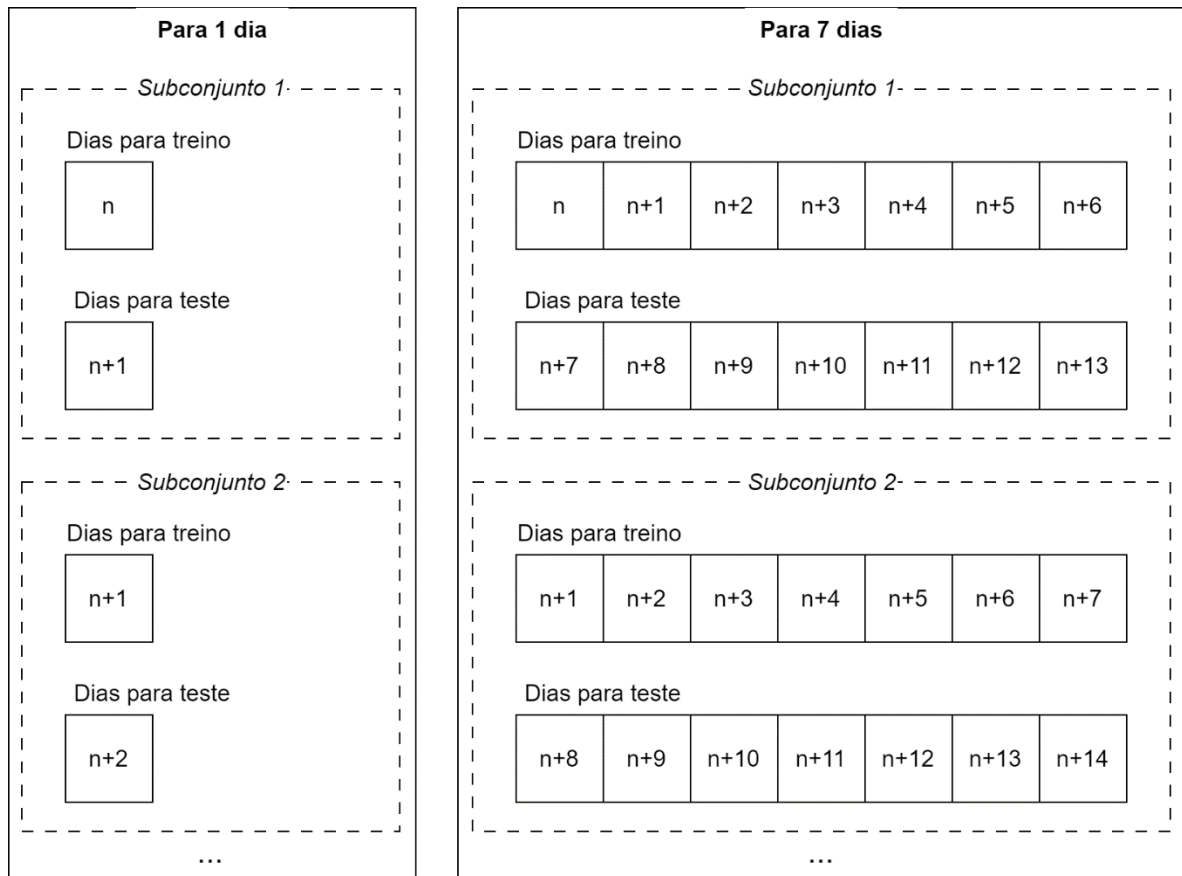 Para 1 dia
Subconjunto 1
Dias para treino
n
Dias para teste
n+1
Subconjunto 2
Dias para treino
n+1
Dias para teste
n+2
...
Para 7 dias
Subconjunto 1
Dias para treino
n n+1 n+2 n+3 n+4 n+5 n+6
Dias para teste
n+7 n+8 n+9 n+10 n+11 n+12 n+13
Subconjunto 2
Dias para treino
n+1 n+2 n+3 n+4 n+5 n+6 n+7
Dias para teste
n+8 n+9 n+10 n+11 n+12 n+13 n+14
...